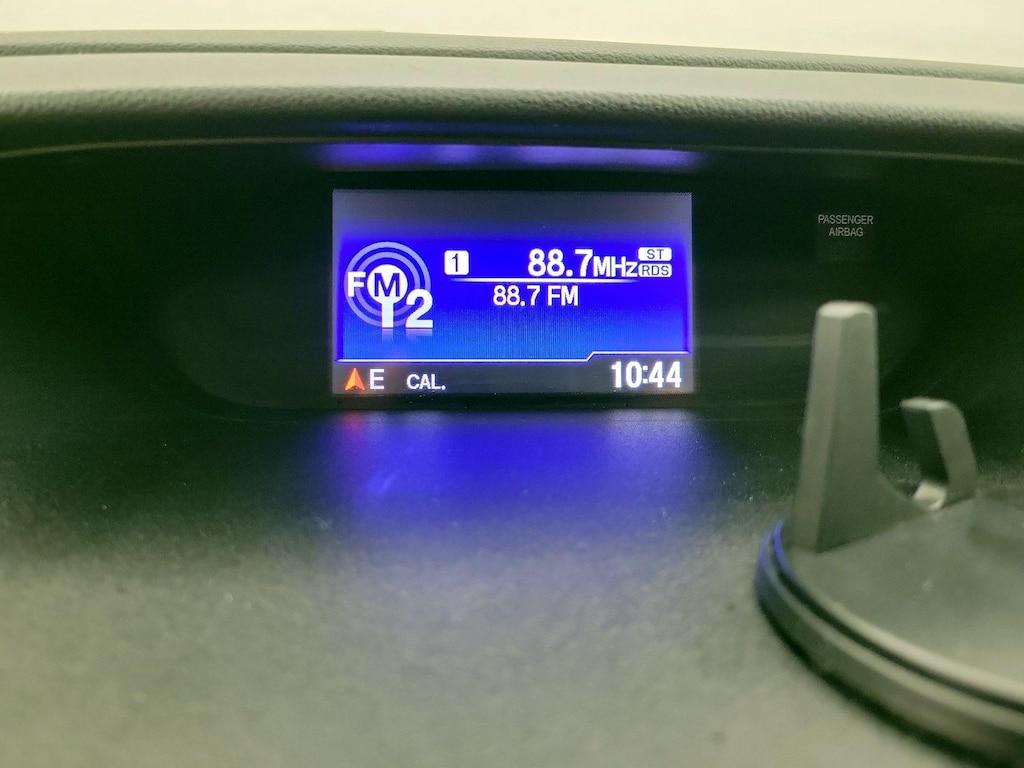 PASSENGER
AIRBAG
FM 2
1 88.7MHz ST RDS
88.7 FM
E CAL. 10:44